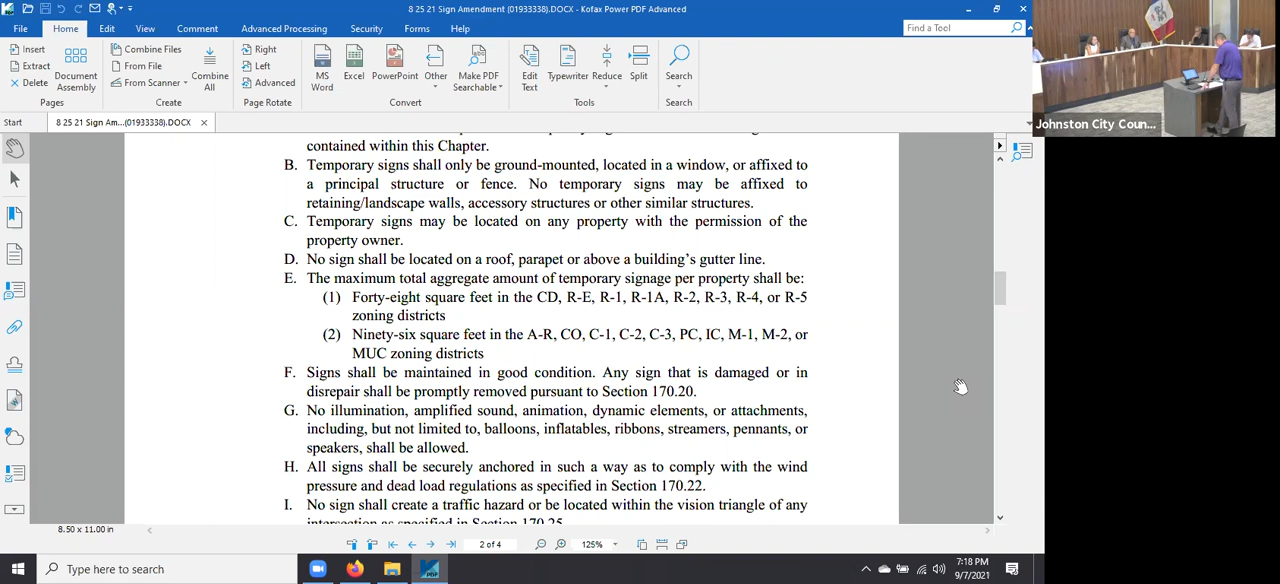 8 25 21 Sign Amendment (01933338).DOCX - Kofax Power PDF Advanced
File Home Edit View Comment Advanced Processing Security Forms Help
Find a Tool
Insert
Extract
Delete
Document Assembly
Pages
Combine Files
From File
From Scanner
Combine All
Create
Right
Left
Advanced
Page Rotate
MS Word
Excel
PowerPoint
Other
Make PDF Searchable
Convert
Edit Text
Typewriter
Reduce
Split
Tools
Search
Search
Start
8 25 21 Sign Am...(01933338).DOCX
contained within this Chapter.
B. Temporary signs shall only be ground-mounted, located in a window, or affixed to
a principal structure or fence. No temporary signs may be affixed to
retaining/landscape walls, accessory structures or other similar structures.
C. Temporary signs may be located on any property with the permission of the
property owner.
D. No sign shall be located on a roof, parapet or above a building's gutter line.
E. The maximum total aggregate amount of temporary signage per property shall be:
(1) Forty-eight square feet in the CD, R-E, R-1, R-1A, R-2, R-3, R-4, or R-5
zoning districts
(2) Ninety-six square feet in the A-R, CO, C-1, C-2, C-3, PC, IC, M-1, M-2, or
MUC zoning districts
F. Signs shall be maintained in good condition. Any sign that is damaged or in
disrepair shall be promptly removed pursuant to Section 170.20.
G. No illumination, amplified sound, animation, dynamic elements, or attachments,
including, but not limited to, balloons, inflatables, ribbons, streamers, pennants, or
speakers, shall be allowed.
H. All signs shall be securely anchored in such a way as to comply with the wind
pressure and dead load regulations as specified in Section 170.22.
I. No sign shall create a traffic hazard or be located within the vision triangle of any
intersection as specified in Section 170.25
8.50 x 11.00 in
2 of 4
125%
Type here to search
7:18 PM
9/7/2021
Johnston City Coun...